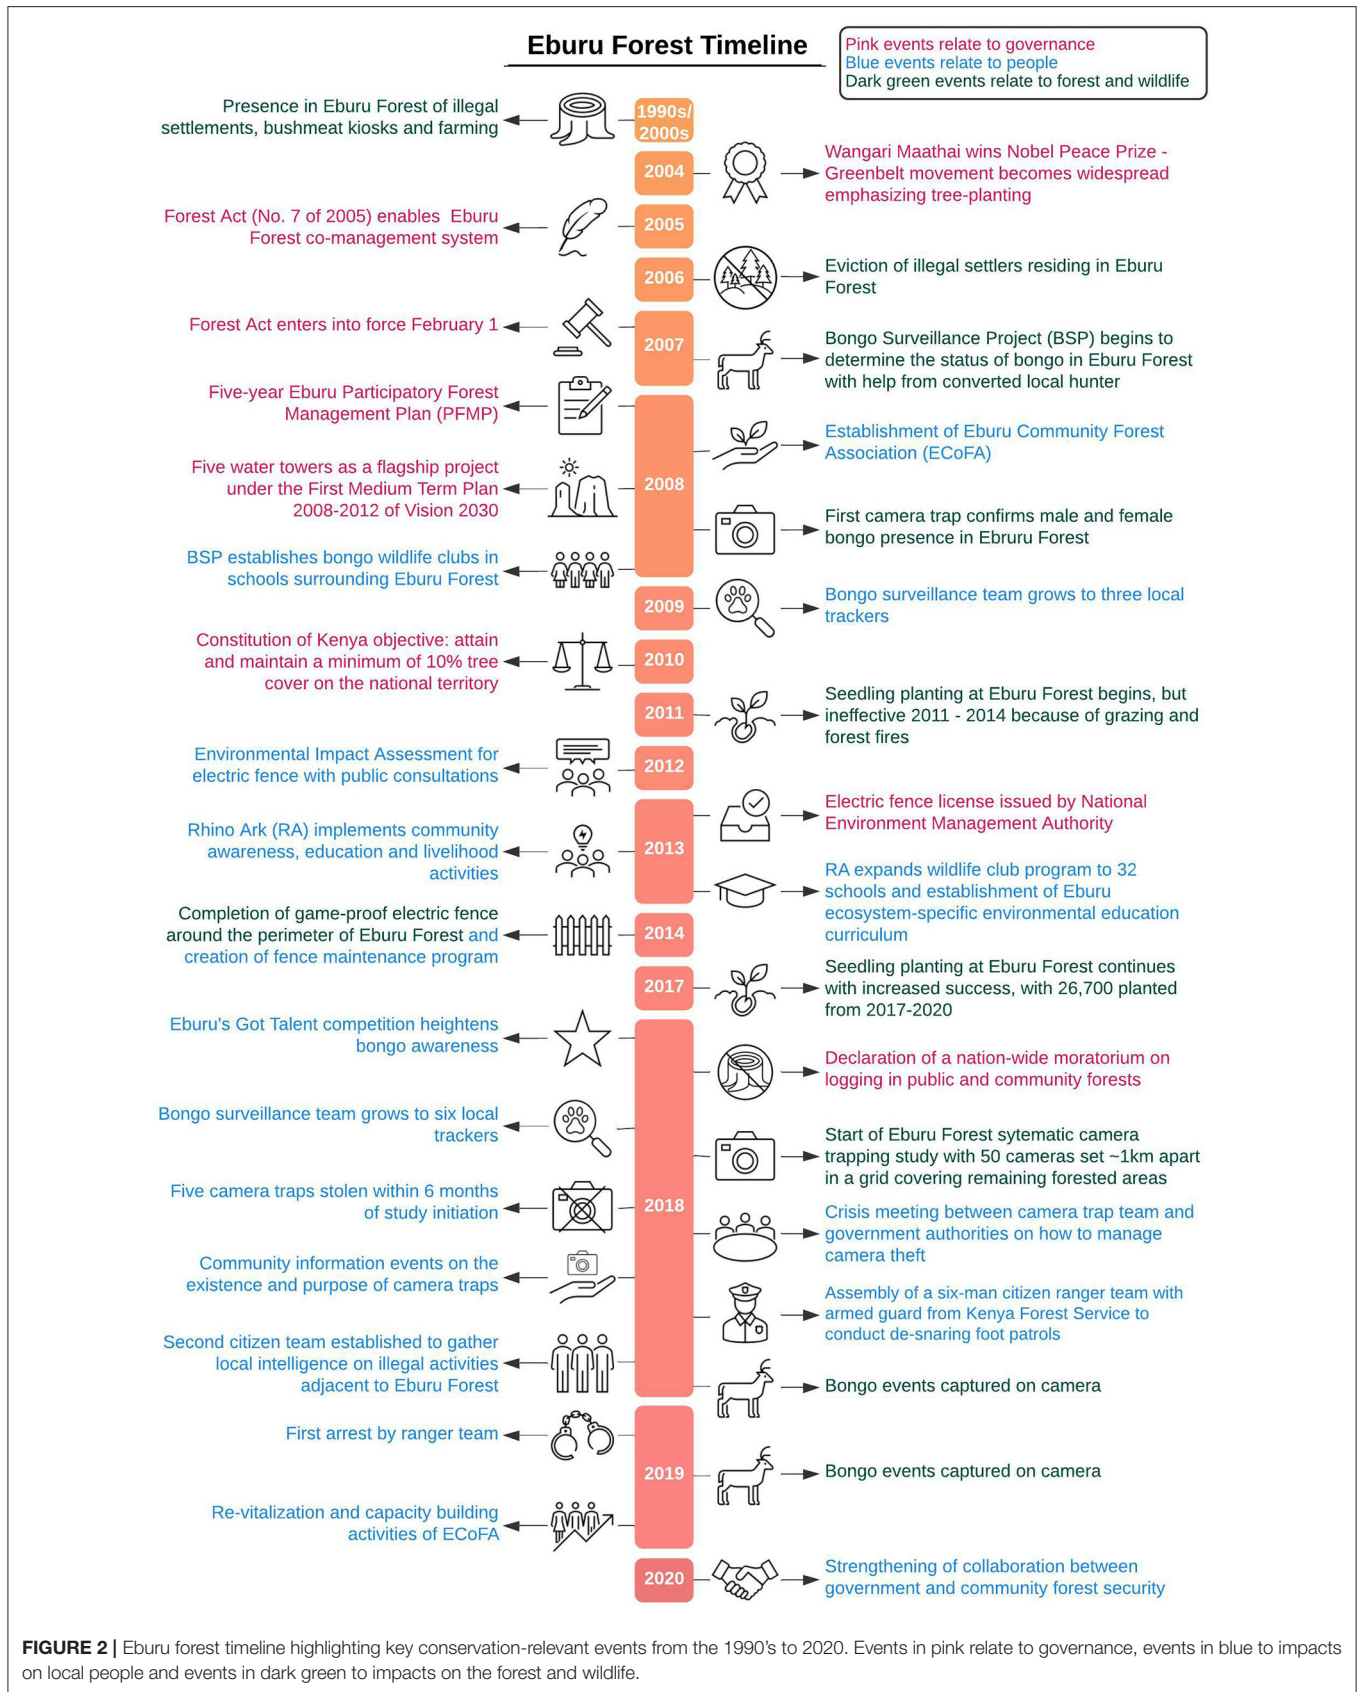 Eburu Forest Timeline
Pink events relate to governance
Blue events relate to people
Dark green events relate to forest and wildlife
Presence in Eburu Forest of illegal
settlements, bushmeat kiosks and farming
1990s/
2000s
2004
Wangari Maathai wins Nobel Peace Prize -
Greenbelt movement becomes widespread
emphasizing tree-planting
Forest Act (No. 7 of 2005) enables  Eburu
Forest co-management system
2005
2006
Eviction of illegal settlers residing in Eburu
Forest
Forest Act enters into force February 1
2007
Bongo Surveillance Project (BSP) begins to
determine the status of bongo in Eburu Forest
with help from converted local hunter
Five-year Eburu Participatory Forest
Management Plan (PFMP)
Establishment of Eburu Community Forest
Association (ECoFA)
Five water towers as a flagship project
under the First Medium Term Plan
2008-2012 of Vision 2030
2008
First camera trap confirms male and female
bongo presence in Ebruru Forest
BSP establishes bongo wildlife clubs in
schools surrounding Eburu Forest
2009
Bongo surveillance team grows to three local
trackers
Constitution of Kenya objective: attain
and maintain a minimum of 10% tree
cover on the national territory
2010
2011
Seedling planting at Eburu Forest begins, but
ineffective 2011 - 2014 because of grazing and
forest fires
Environmental Impact Assessment for
electric fence with public consultations
2012
Electric fence license issued by National
Environment Management Authority
Rhino Ark (RA) implements community
awareness, education and livelihood
activities
2013
RA expands wildlife club program to 32
schools and establishment of Eburu
ecosystem-specific environmental education
curriculum
Completion of game-proof electric fence
around the perimeter of Eburu Forest and
creation of fence maintenance program
2014
2017
Seedling planting at Eburu Forest continues
with increased success, with 26,700 planted
from 2017-2020
Eburu's Got Talent competition heightens
bongo awareness
Declaration of a nation-wide moratorium on
logging in public and community forests
Bongo surveillance team grows to six local
trackers
Start of Eburu Forest sytematic camera
trapping study with 50 cameras set ~1km apart
in a grid covering remaining forested areas
Five camera traps stolen within 6 months
of study initiation
2018
Crisis meeting between camera trap team and
government authorities on how to manage
camera theft
Community information events on the
existence and purpose of camera traps
Assembly of a six-man citizen ranger team with
armed guard from Kenya Forest Service to
conduct de-snaring foot patrols
Second citizen team established to gather
local intelligence on illegal activities
adjacent to Eburu Forest
Bongo events captured on camera
First arrest by ranger team
2019
Bongo events captured on camera
Re-vitalization and capacity building
activities of ECoFA
2020
Strengthening of collaboration between
government and community forest security
FIGURE 2 | Eburu forest timeline highlighting key conservation-relevant events from the 1990's to 2020. Events in pink relate to governance, events in blue to impacts
on local people and events in dark green to impacts on the forest and wildlife.